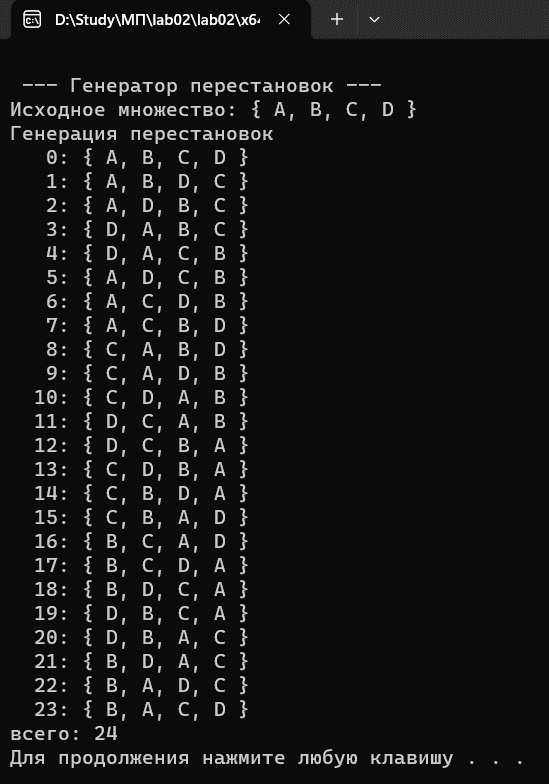 D:\Study\МП\lab02\lab02\x64
--- Генератор перестановок ---
Исходное множество: { A, B, C, D }
Генерация перестановок
0: { A, B, C, D }
1: { A, B, D, C }
2: { A, D, B, C }
3: { D, A, B, C }
4: { D, A, C, B }
5: { A, D, C, B }
6: { A, C, D, B }
7: { A, C, B, D }
8: { C, A, B, D }
9: { C, A, D, B }
10: { C, D, A, B }
11: { D, C, A, B }
12: { D, C, B, A }
13: { C, D, B, A }
14: { C, B, D, A }
15: { C, B, A, D }
16: { B, C, A, D }
17: { B, C, D, A }
18: { B, D, C, A }
19: { D, B, C, A }
20: { D, B, A, C }
21: { B, D, A, C }
22: { B, A, D, C }
23: { B, A, C, D }
всего: 24
Для продолжения нажмите любую клавишу . . .